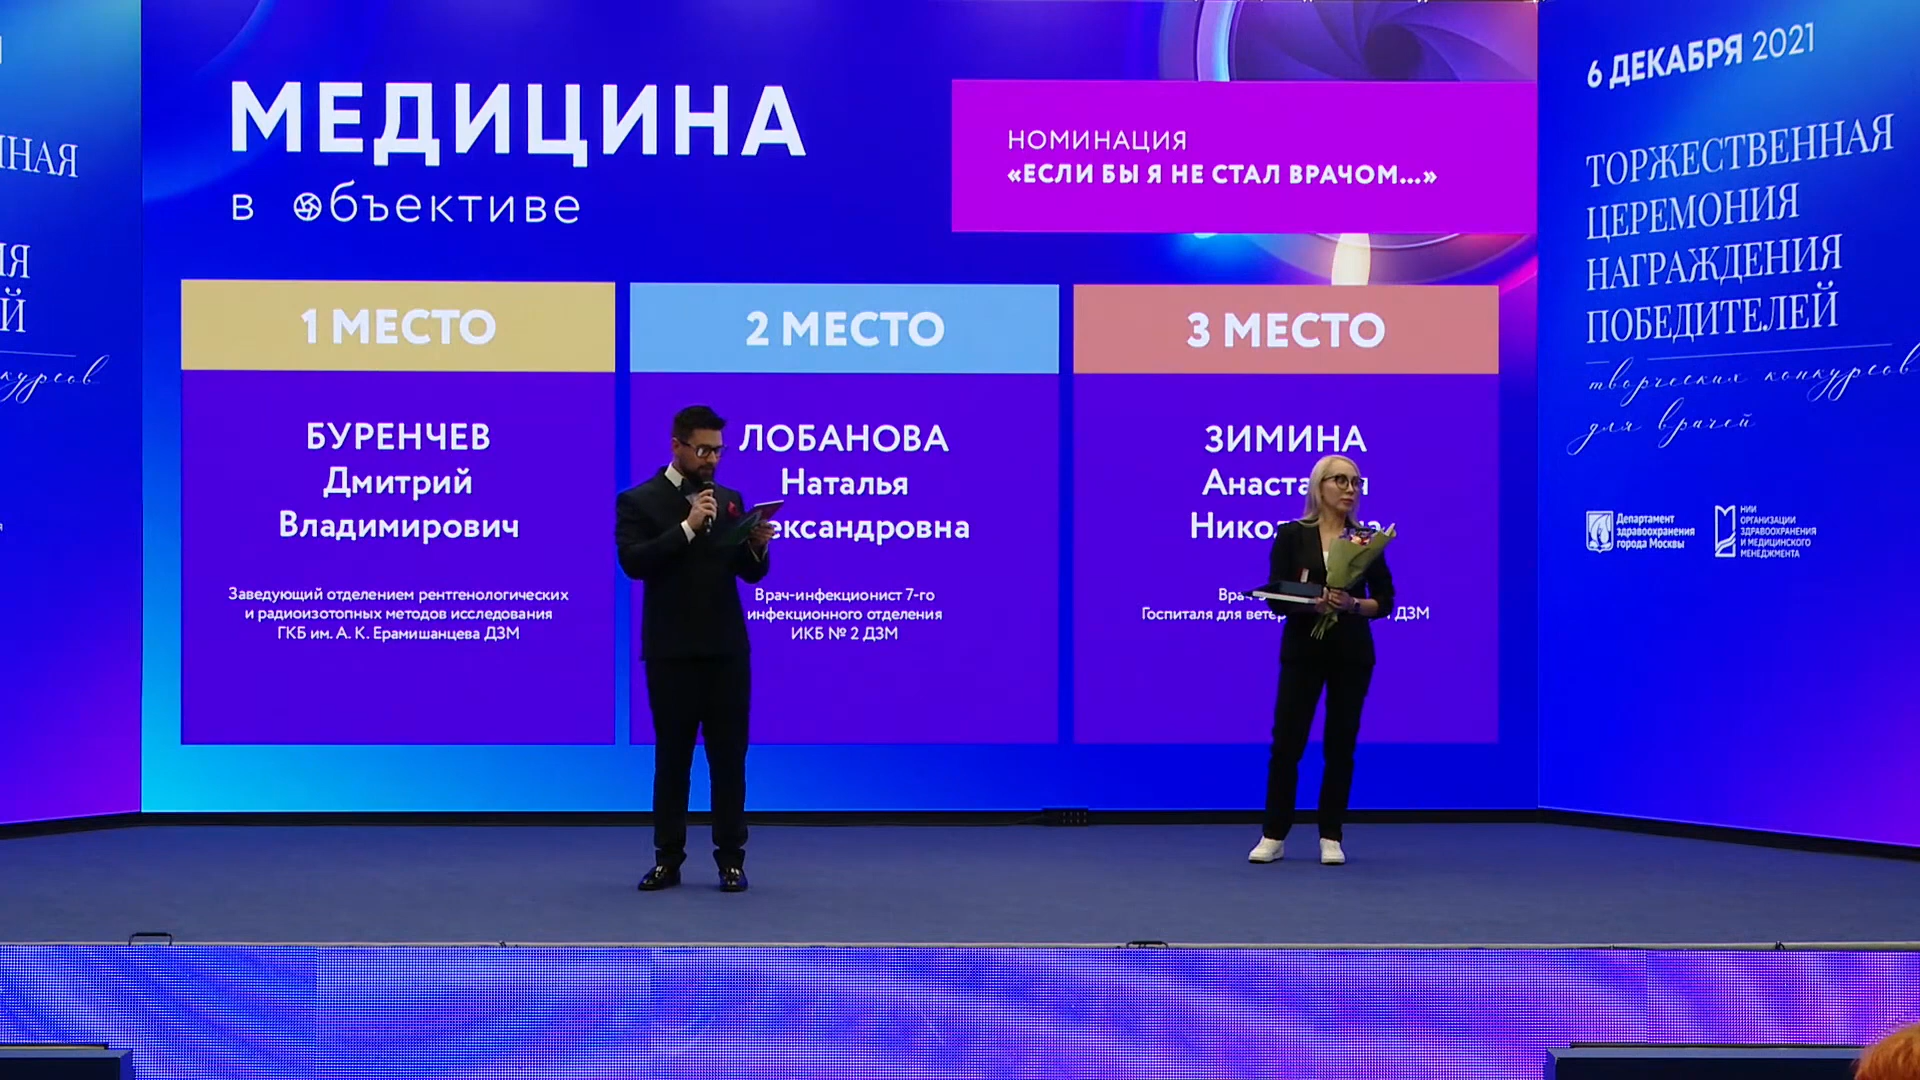 МЕДИЦИНА
в Объективе
НОМИНАЦИЯ
«ЕСЛИ БЫ Я НЕ СТАЛ ВРАЧОМ...»
1 МЕСТО
БУРЕНЧЕВ
Дмитрий
Владимирович
Заведующий отделением рентгенологических
и радиоизотопных методов исследования
ГКБ им. А. К. Ерамишанцева ДЗМ
2 МЕСТО
ЛОБАНОВА
Наталья
ександровна
Врач-инфекционист 7-го
инфекционного отделения
ИКБ № 2 ДЗМ
3 МЕСТО
ЗИМИНА
Госпиталя для ДЗМ
6 ДЕКАБРЯ 2021
ТОРЖЕСТВЕННАЯ
ЦЕРЕМОНИЯ
НАГРАЖДЕНИЯ
ПОБЕДИТЕЛЕЙ
творческих конкурсов
для врачей
Департамент
здравоохранения
города Москвы
НИИ
ОРГАНИЗАЦИИ
ЗДРАВООХРАНЕНИЯ
И МЕДИЦИНСКОГО
МЕНЕДЖМЕНТА